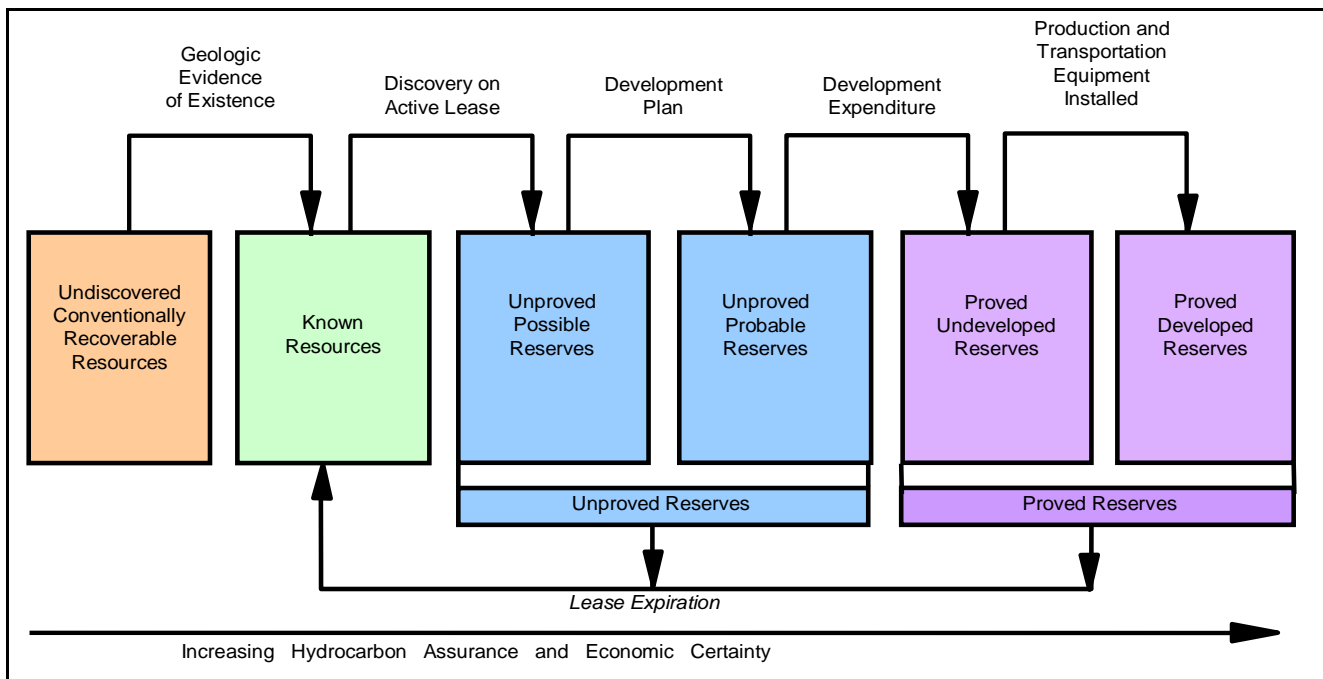 Geologic
Evidence
of Existence
Discovery on
Active Lease
Development
Plan
Development
Expenditure
Production and
Transportation
Equipment
Installed
Undiscovered
Conventionally
Recoverable
Resources
Known
Resources
Unproved
Possible
Reserves
Unproved
Probable
Reserves
Proved
Undeveloped
Reserves
Proved
Developed
Reserves
Unproved Reserves
Proved Reserves
Lease Expiration
Increasing Hydrocarbon Assurance and Economic Certainty